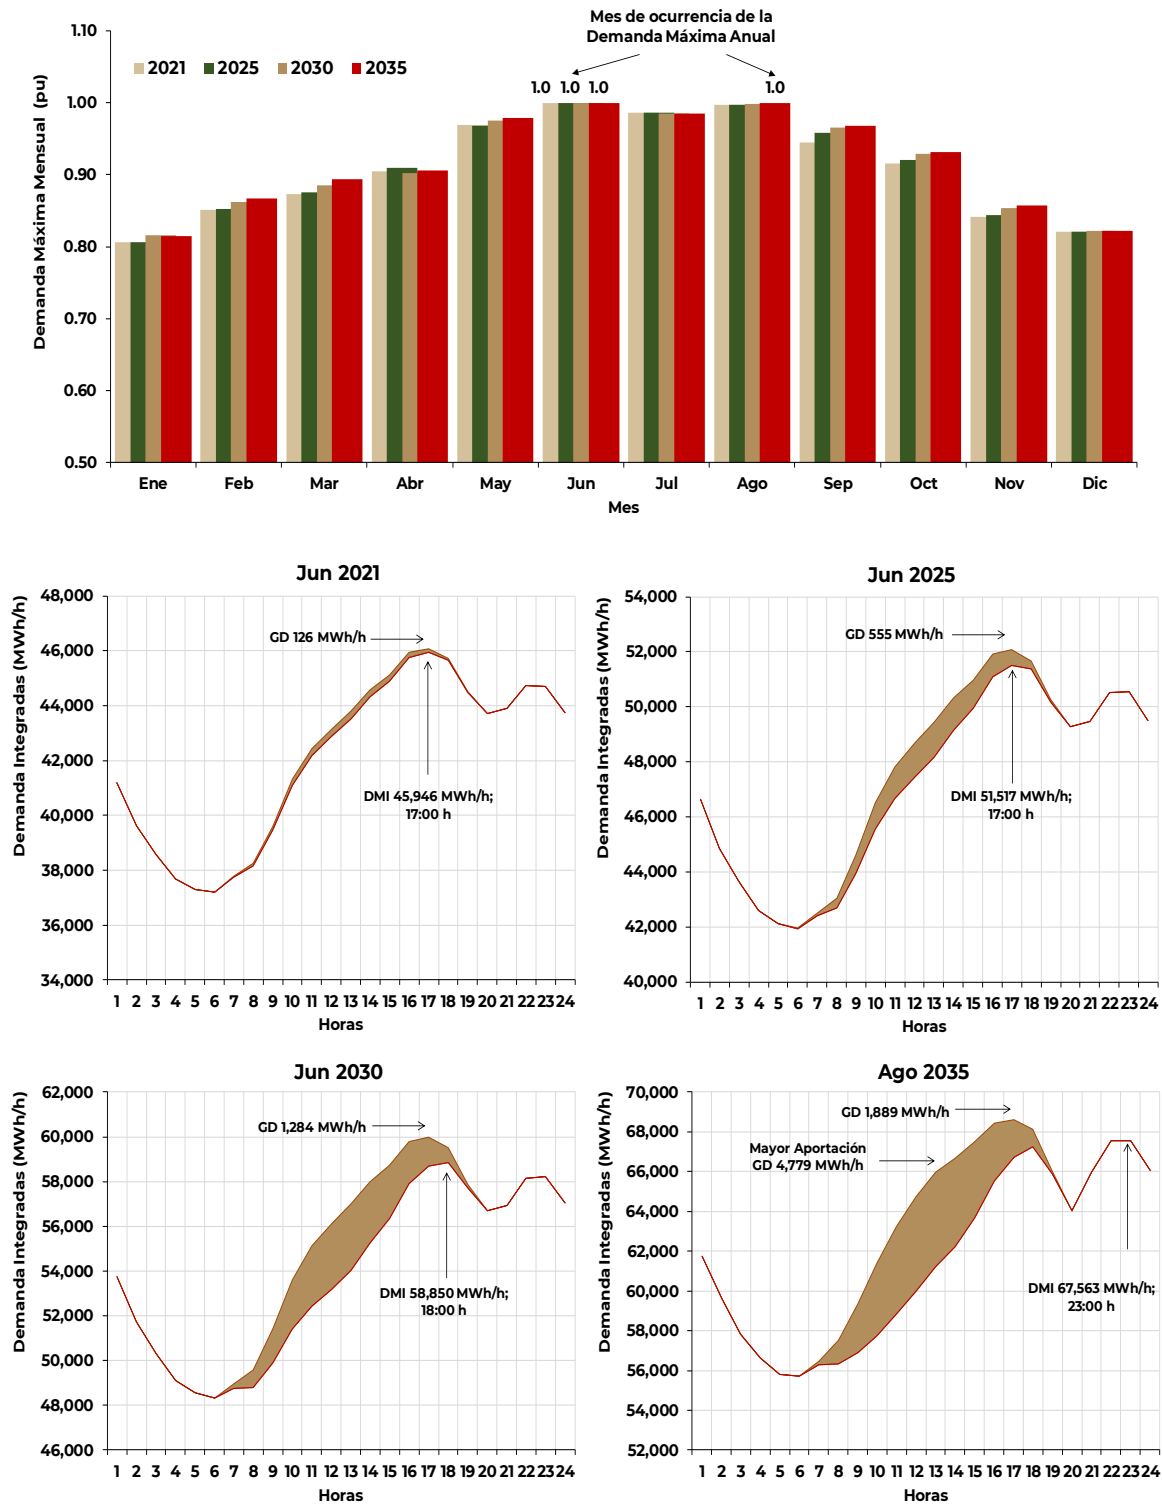 Mes de ocurrencia de la
Demanda Máxima Anual
2021 2025 2030 2035
1.0 1.0 1.0 1.0
Demanda Máxima Mensual (pu)
1.10
1.00
0.90
0.80
0.70
0.60
0.50
Ene Feb Mar Abr May Jun Jul Ago Sep Oct Nov Dic
Mes
Jun 2021
Demanda Integradas (MWh/h)
48,000
46,000
44,000
42,000
40,000
38,000
36,000
34,000
GD 126 MWh/h
DMI 45,946 MWh/h;
17:00 h
1 2 3 4 5 6 7 8 9 10 11 12 13 14 15 16 17 18 19 20 21 22 23 24
Horas
Jun 2025
Demanda Integradas (MWh/h)
54,000
52,000
50,000
48,000
46,000
44,000
42,000
40,000
GD 555 MWh/h
DMI 51,517 MWh/h;
17:00 h
1 2 3 4 5 6 7 8 9 10 11 12 13 14 15 16 17 18 19 20 21 22 23 24
Horas
Jun 2030
Demanda Integradas (MWh/h)
62,000
60,000
58,000
56,000
54,000
52,000
50,000
48,000
46,000
GD 1,284 MWh/h
DMI 58,850 MWh/h;
18:00 h
1 2 3 4 5 6 7 8 9 10 11 12 13 14 15 16 17 18 19 20 21 22 23 24
Horas
Ago 2035
Demanda Integradas (MWh/h)
70,000
68,000
66,000
64,000
62,000
60,000
58,000
56,000
54,000
52,000
GD 1,889 MWh/h
Mayor Aportación
GD 4,779 MWh/h
DMI 67,563 MWh/h;
23:00 h
1 2 3 4 5 6 7 8 9 10 11 12 13 14 15 16 17 18 19 20 21 22 23 24
Horas